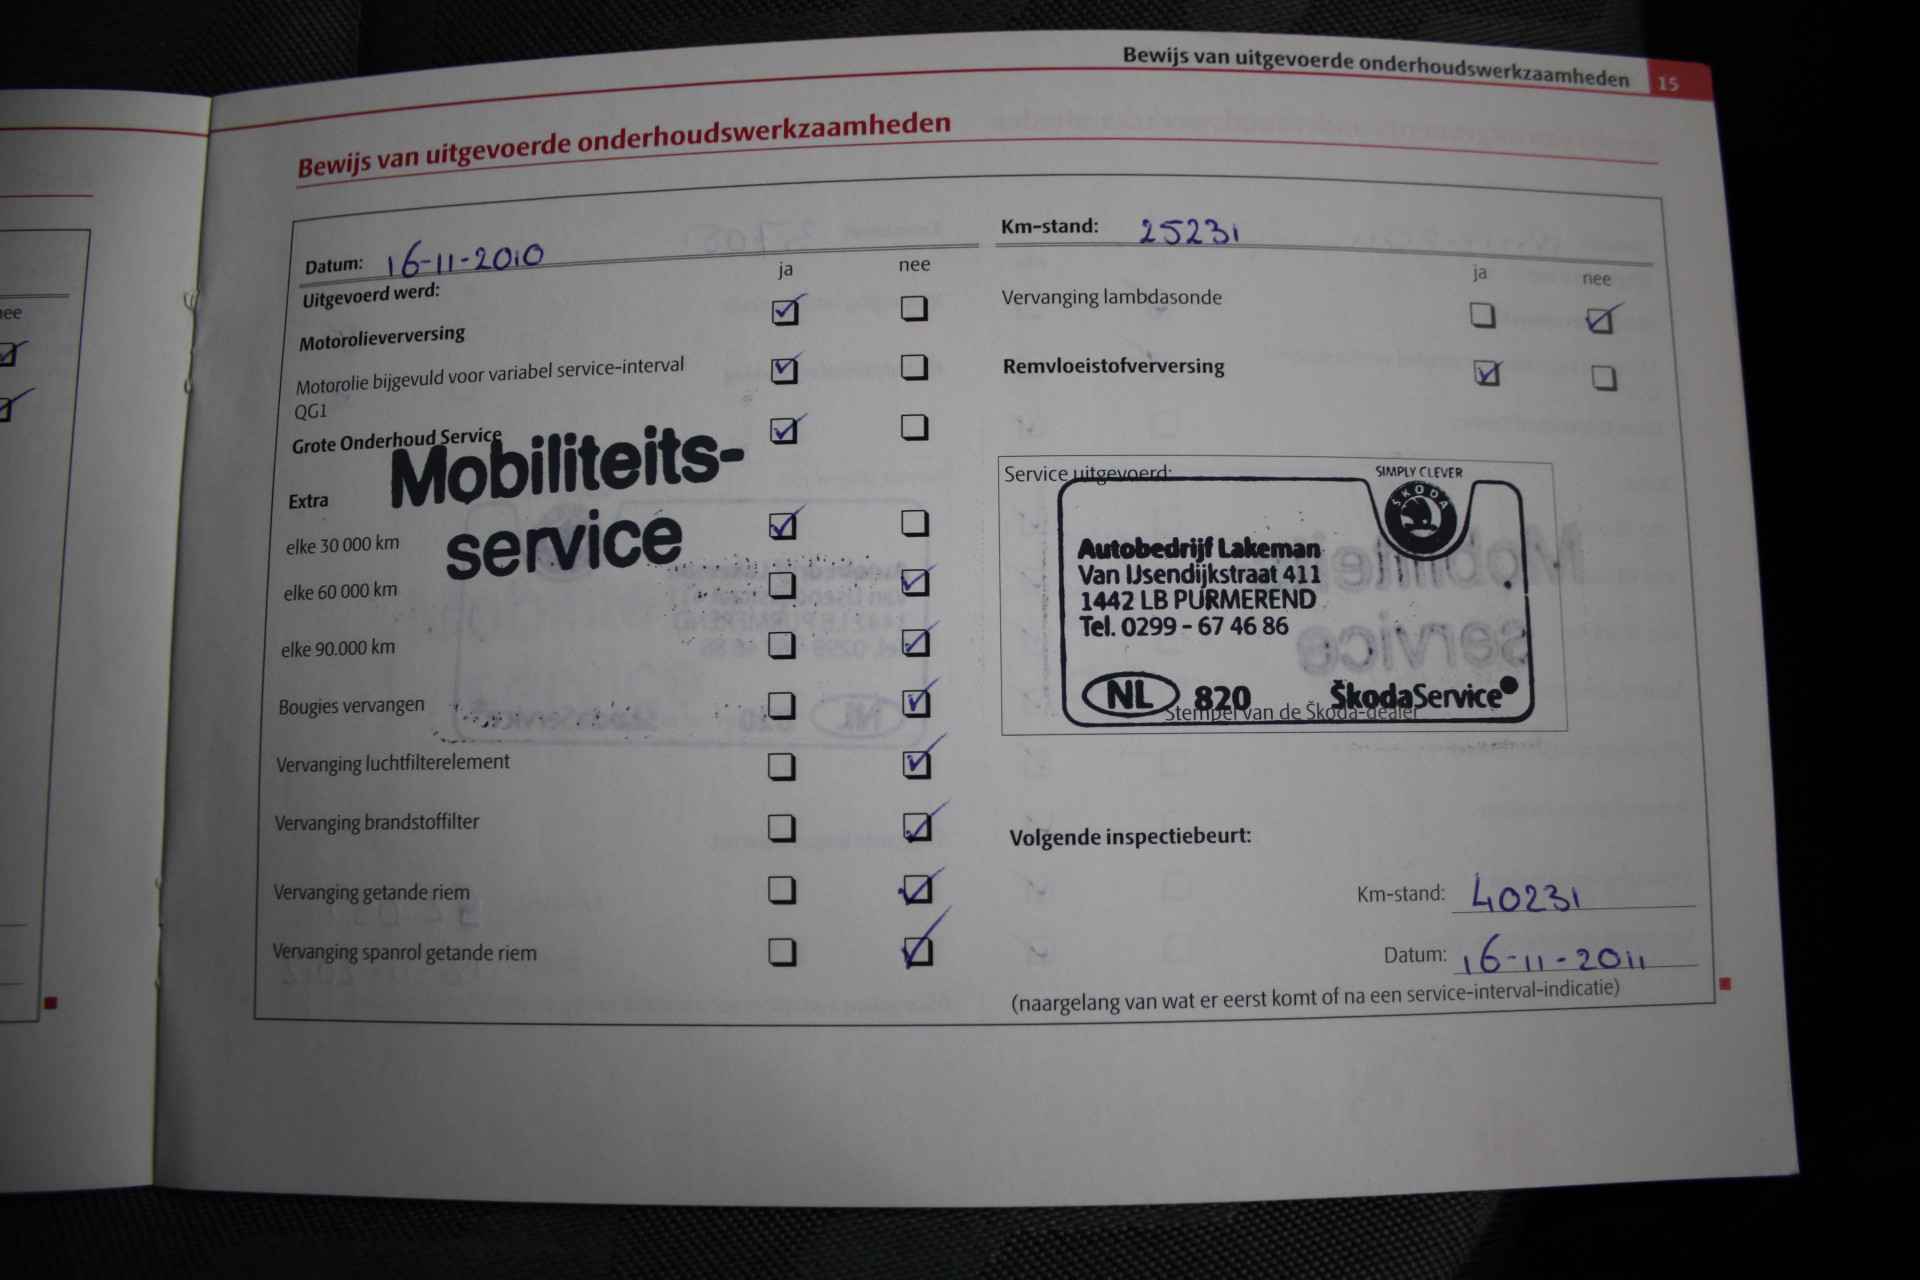 Bewijs van uitgevoerde onderhoudswerkzaamheden 15
Bewijs van uitgevoerde onderhoudswerkzaamheden
Datum: 16-11-2010
ja nee
Uitgevoerd werd:
Motorolieverversing
Motorolie bijgevuld voor variabel service-interval
QG1
Grote Onderhoud Service
Mobiliteits-
service
Extra
elke 30 000 km
elke 60 000 km
elke 90.000 km
Bougies vervangen
Vervanging luchtfilterelement
Vervanging brandstoffilter
Vervanging getande riem
Vervanging spanrol getande riem
Km-stand: 25231
ja nee
Vervanging lambdasonde
Remvloeistofverversing
Service uitgevoerd:
SIMPLY CLEVER
ŠKODA
Autobedrijf Lakeman
Van IJsendijkstraat 411
1442 LB PURMEREND
Tel. 0299 - 67 46 86
NL 820 ŠkodaService
Stempel van de Škoda-dealer
Volgende inspectiebeurt:
Km-stand: 40231
Datum: 16-11-2011
(naargelang van wat er eerst komt of na een service-interval-indicatie)
nee